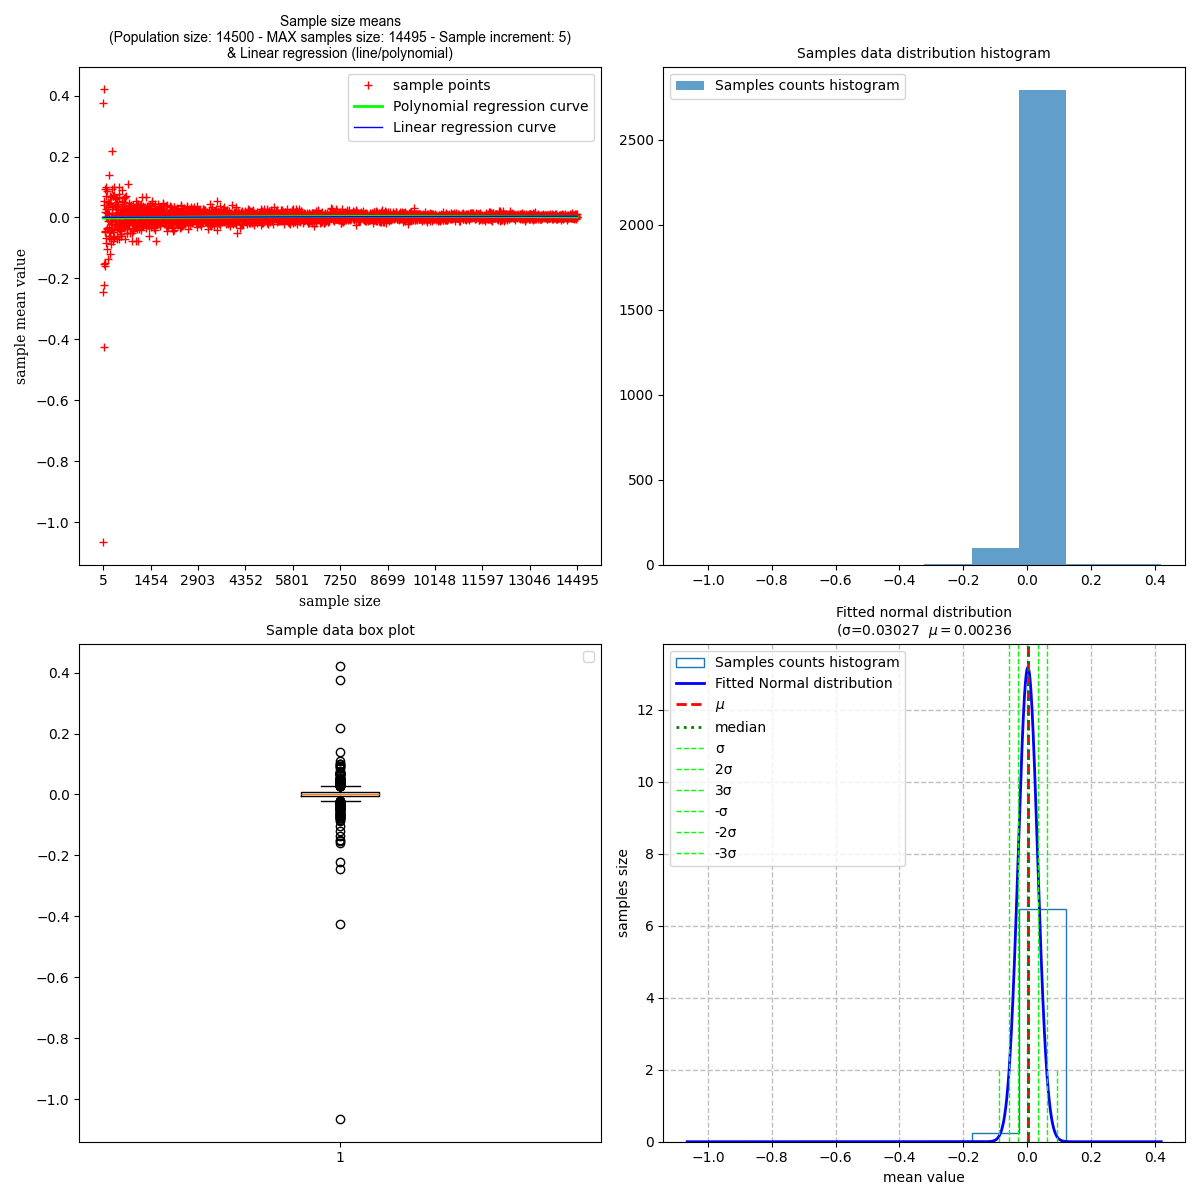 Sample size means
(Population size: 14500 - MAX samples size: 14495 - Sample increment: 5)
& Linear regression (line/polynomial)
sample points
Polynomial regression curve
Linear regression curve
0.4
0.2
0.0
−0.2
−0.4
−0.6
−0.8
−1.0
sample mean value
5 1454 2903 4352 5801 7250 8699 10148 11597 13046 14495
sample size
Samples data distribution histogram
Samples counts histogram
2500
2000
1500
1000
500
0
−1.0 −0.8 −0.6 −0.4 −0.2 0.0 0.2 0.4
Sample data box plot
0.4
0.2
0.0
−0.2
−0.4
−0.6
−0.8
−1.0
1
Fitted normal distribution
(σ=0.03027 μ = 0.00236
Samples counts histogram
Fitted Normal distribution
μ
median
σ
2σ
3σ
-σ
-2σ
-3σ
12
10
8
6
4
2
0
samples size
−1.0 −0.8 −0.6 −0.4 −0.2 0.0 0.2 0.4
mean value